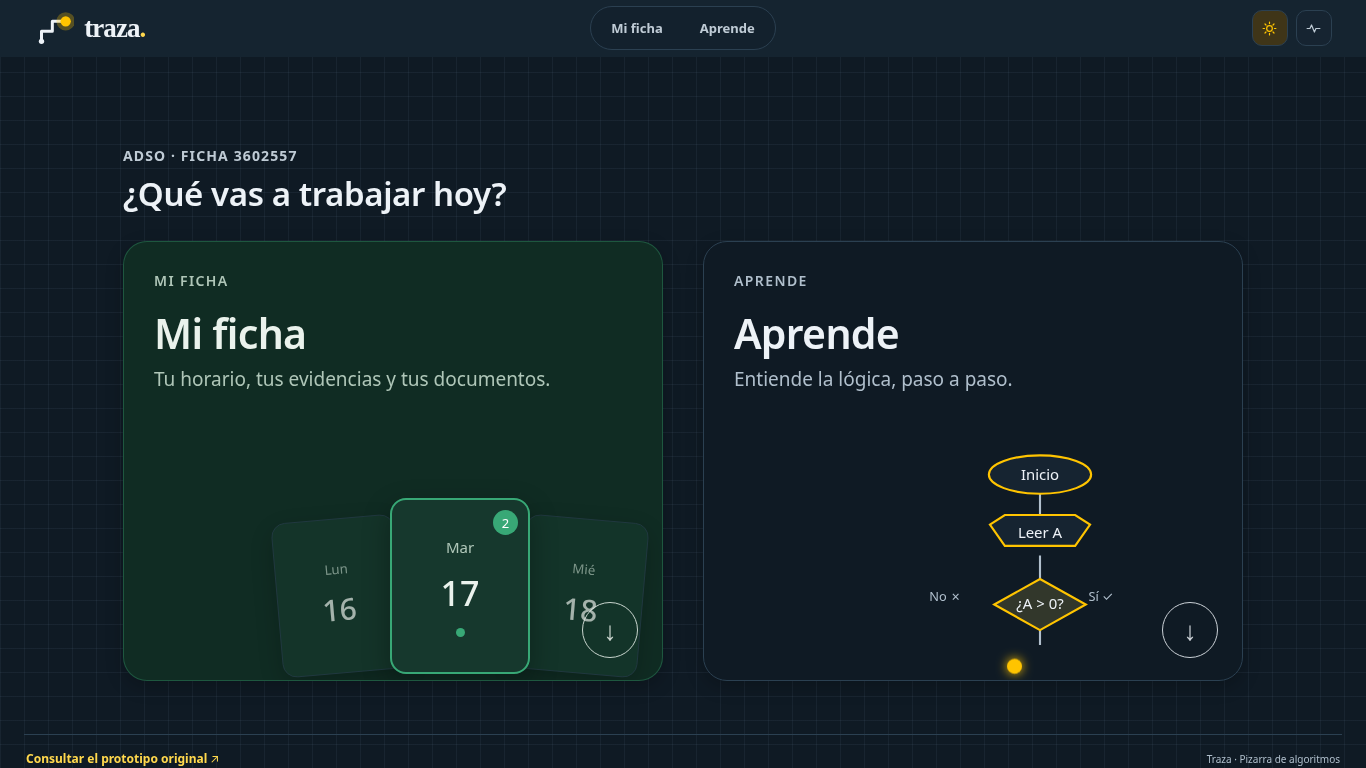 traza.
Mi ficha
Aprende
ADSO · FICHA 3602557
¿Qué vas a trabajar hoy?
MI FICHA
Mi ficha
Tu horario, tus evidencias y tus documentos.
Lun
16
2
Mar
17
Mié
18
↓
APRENDE
Aprende
Entiende la lógica, paso a paso.
Inicio
Leer A
No ×
¿A > 0?
Sí ✓
↓
Consultar el prototipo original ↗
Traza · Pizarra de algoritmos